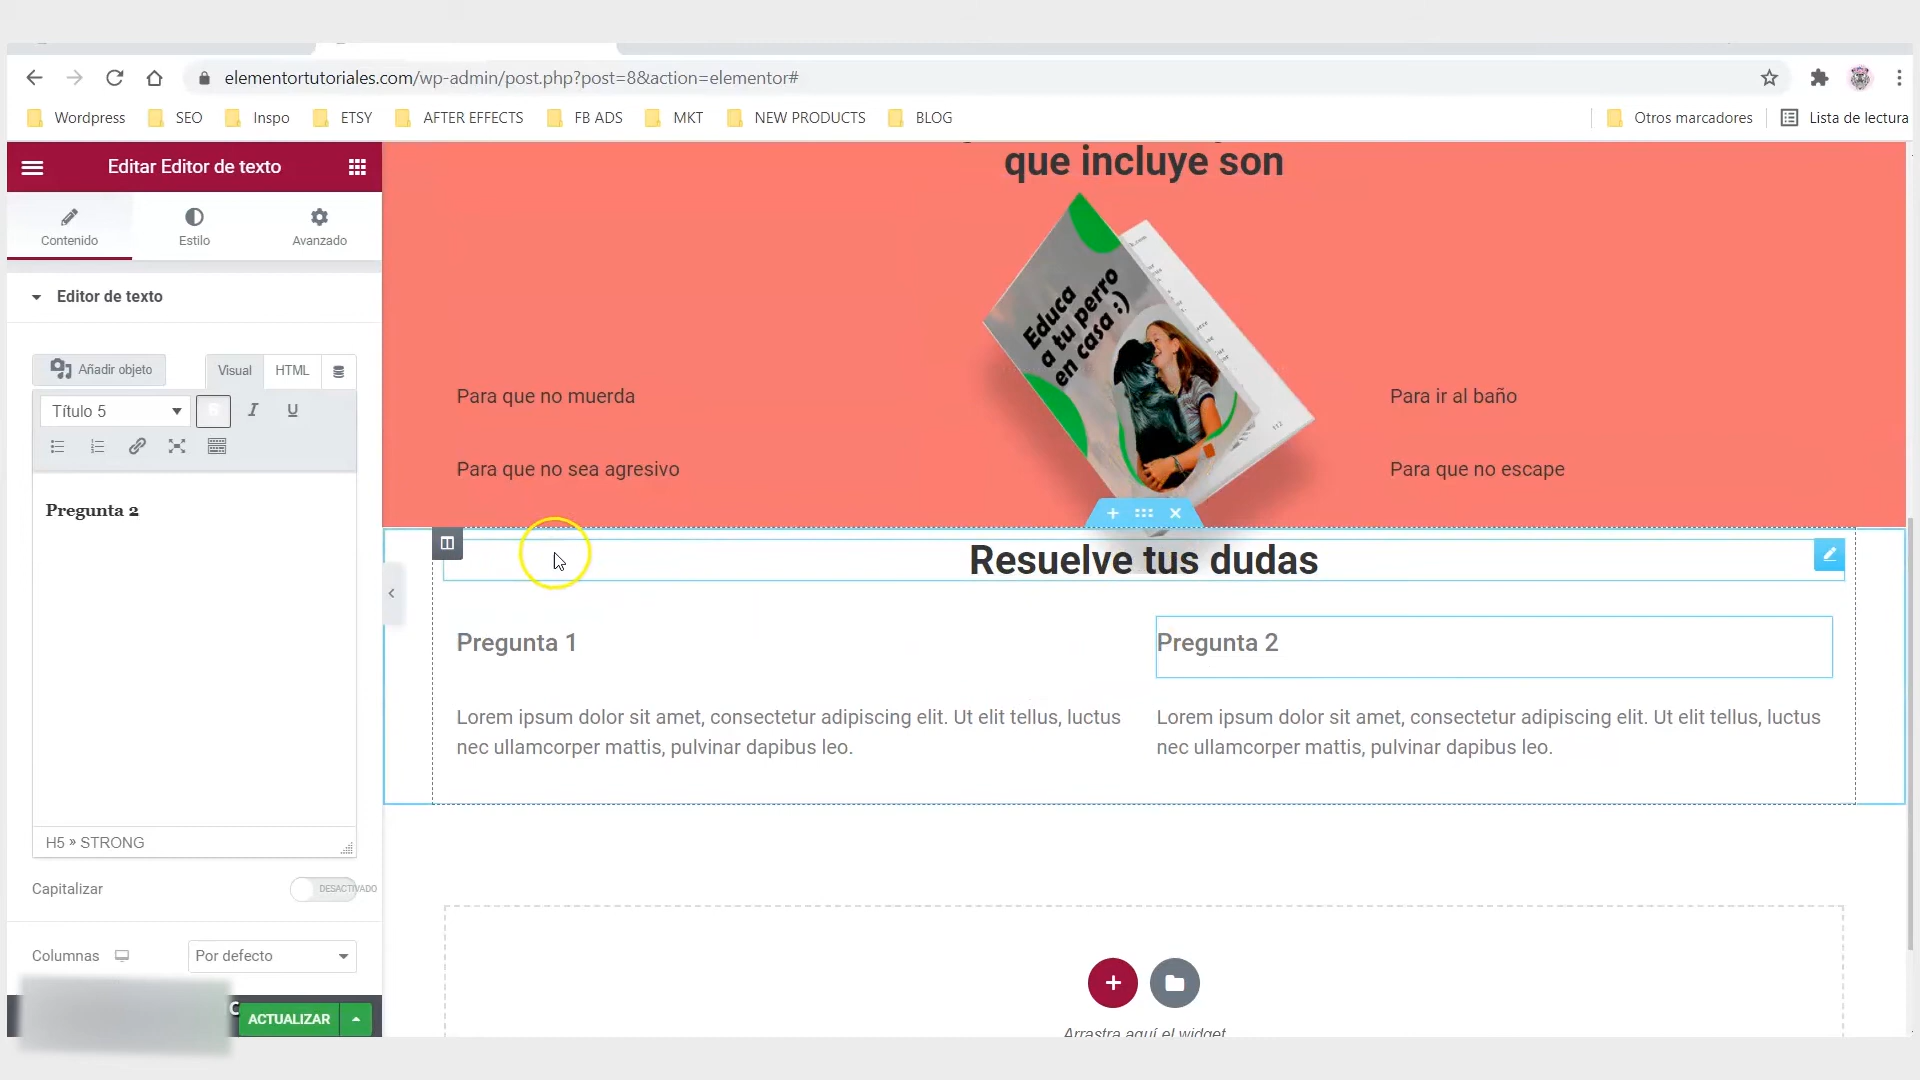 elementortutoriales.com/wp-admin/post.php?post=8&action=elementor#
Wordpress SEO Inspo ETSY AFTER EFFECTS FB ADS MKT NEW PRODUCTS BLOG Otros marcadores Lista de lectura
Editar Editor de texto
Contenido Estilo Avanzado
Editor de texto
Añadir objeto Visual HTML
Título 5 B I U
Pregunta 2
H5 » STRONG
Capitalizar DESACTIVADO
Columnas Por defecto
ACTUALIZAR
que incluye son
Educa
a tu perro
en casa :)
112
Para que no muerda
Para ir al baño
Para que no sea agresivo
Para que no escape
Resuelve tus dudas
Pregunta 1
Pregunta 2
Lorem ipsum dolor sit amet, consectetur adipiscing elit. Ut elit tellus, luctus
nec ullamcorper mattis, pulvinar dapibus leo.
Lorem ipsum dolor sit amet, consectetur adipiscing elit. Ut elit tellus, luctus
nec ullamcorper mattis, pulvinar dapibus leo.
Arrastra aquí el widget